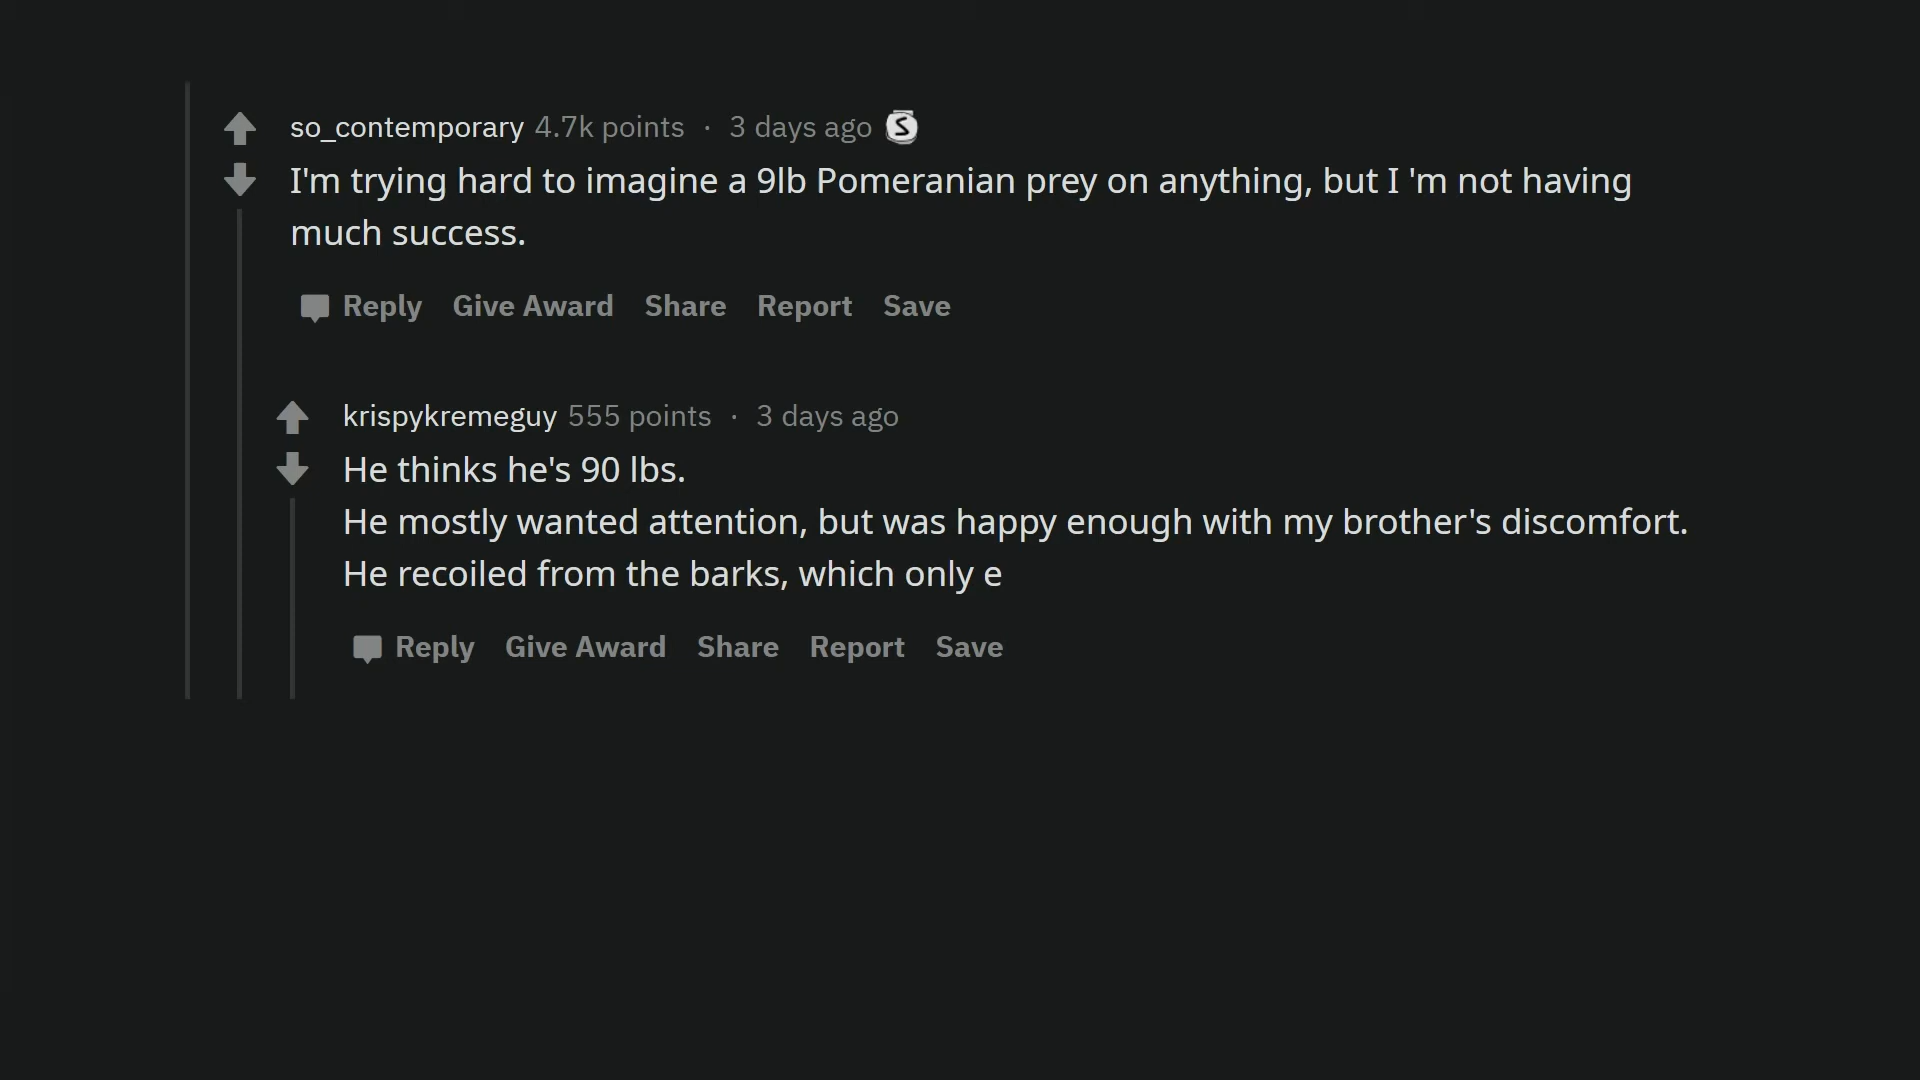 so_contemporary 4.7k points · 3 days ago
I'm trying hard to imagine a 9lb Pomeranian prey on anything, but I 'm not having
much success.
Reply Give Award Share Report Save
krispykremeguy 555 points · 3 days ago
He thinks he's 90 lbs.
He mostly wanted attention, but was happy enough with my brother's discomfort.
He recoiled from the barks, which only e
Reply Give Award Share Report Save